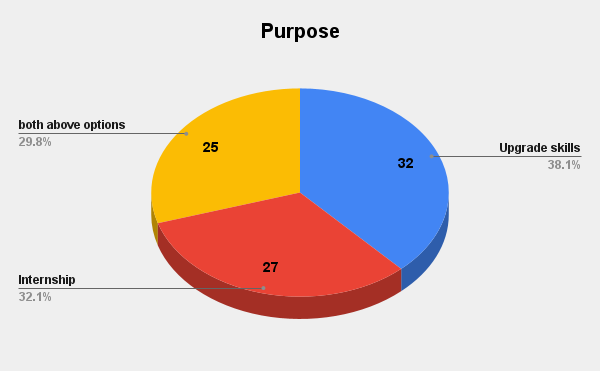 Purpose
both above options
29.8%
25
32
Upgrade skills
38.1%
27
Internship
32.1%